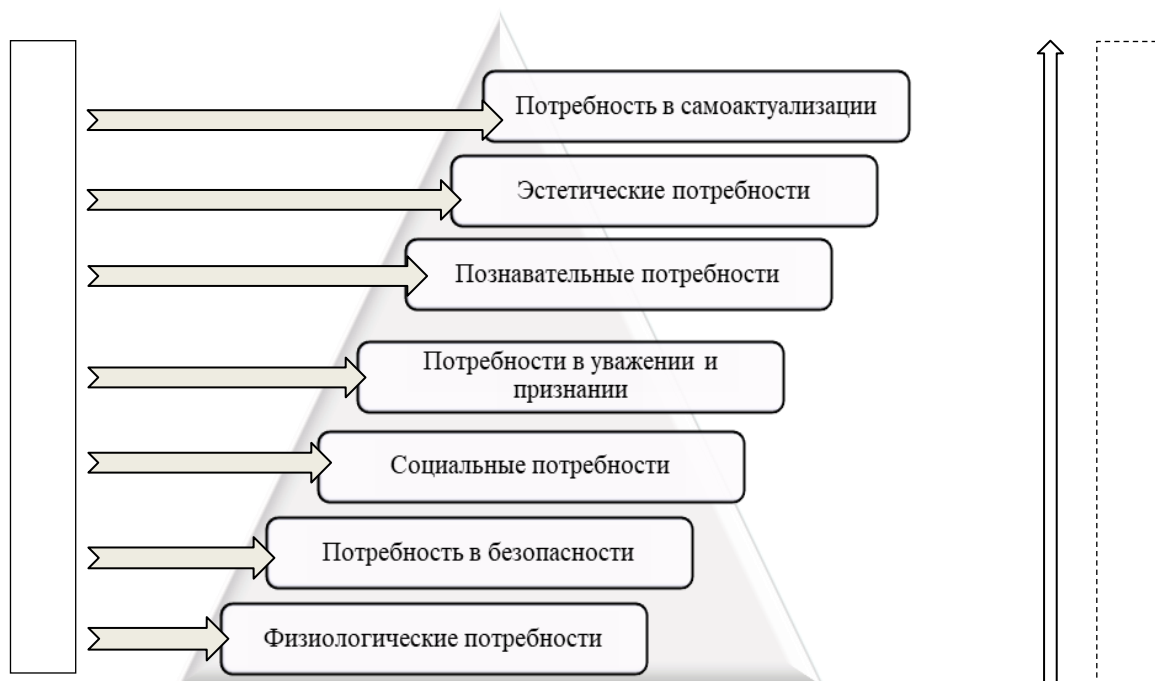 Потребность в самоактуализации
Эстетические потребности
Познавательные потребности
Потребности в уважении и
признании
Социальные потребности
Потребность в безопасности
Физиологические потребности